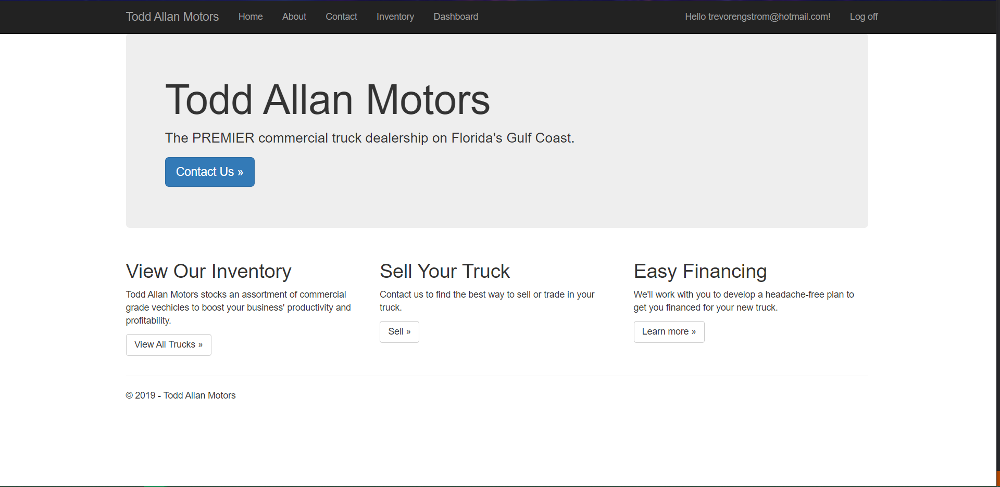 Todd Allan Motors Home About Contact Inventory Dashboard Hello trevorengstrom@hotmail.com! Log off
Todd Allan Motors
The PREMIER commercial truck dealership on Florida's Gulf Coast.
Contact Us »
View Our Inventory
Todd Allan Motors stocks an assortment of commercial
grade vechicles to boost your business' productivity and
profitability.
View All Trucks »
Sell Your Truck
Contact us to find the best way to sell or trade in your
truck.
Sell »
Easy Financing
We'll work with you to develop a headache-free plan to
get you financed for your new truck.
Learn more »
© 2019 - Todd Allan Motors